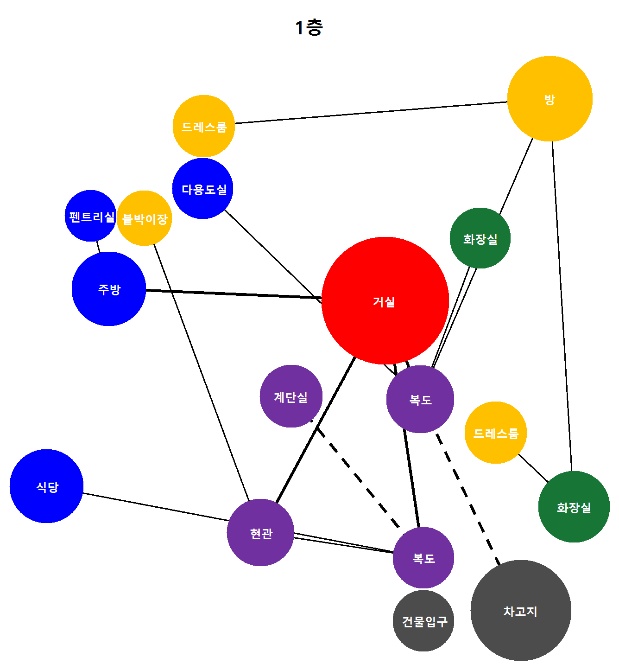 1층
방
드레스룸
다용도실
펜트리실
붙박이장
화장실
주방
거실
계단실
복도
드레스룸
식당
화장실
현관
복도
차고지
건물입구